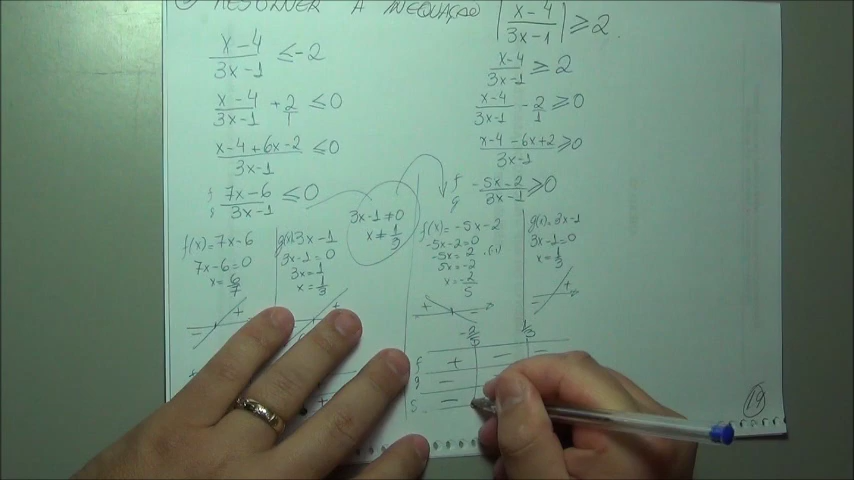 RESOLVER A INEQUAÇÃO |x-4/3x-1| ≥ 2.
x-4/3x-1 ≤ -2
x-4/3x-1 + 2/1 ≤ 0
x-4+6x-2/3x-1 ≤ 0
f 7x-6/3x-1 ≤ 0
g
3x-1≠0
x≠1/3
f(x)=7x-6
7x-6=0
x=6/7
- +
g(x)=3x-1
3x-1=0
3x=1
x=1/3
x-4/3x-1 ≥ 2
x-4/3x-1 - 2/1 ≥ 0
x-4-6x+2/3x-1 ≥ 0
f -5x-2/3x-1 ≥ 0
g
f(x)=-5x-2
-5x-2=0
-5x=2 .(-1)
5x=-2
x=-2/5
+ -
g(x)=3x-1
3x-1=0
x=1/3
- +
-2/5 1/3
f + - -
g - -
S -
+
19